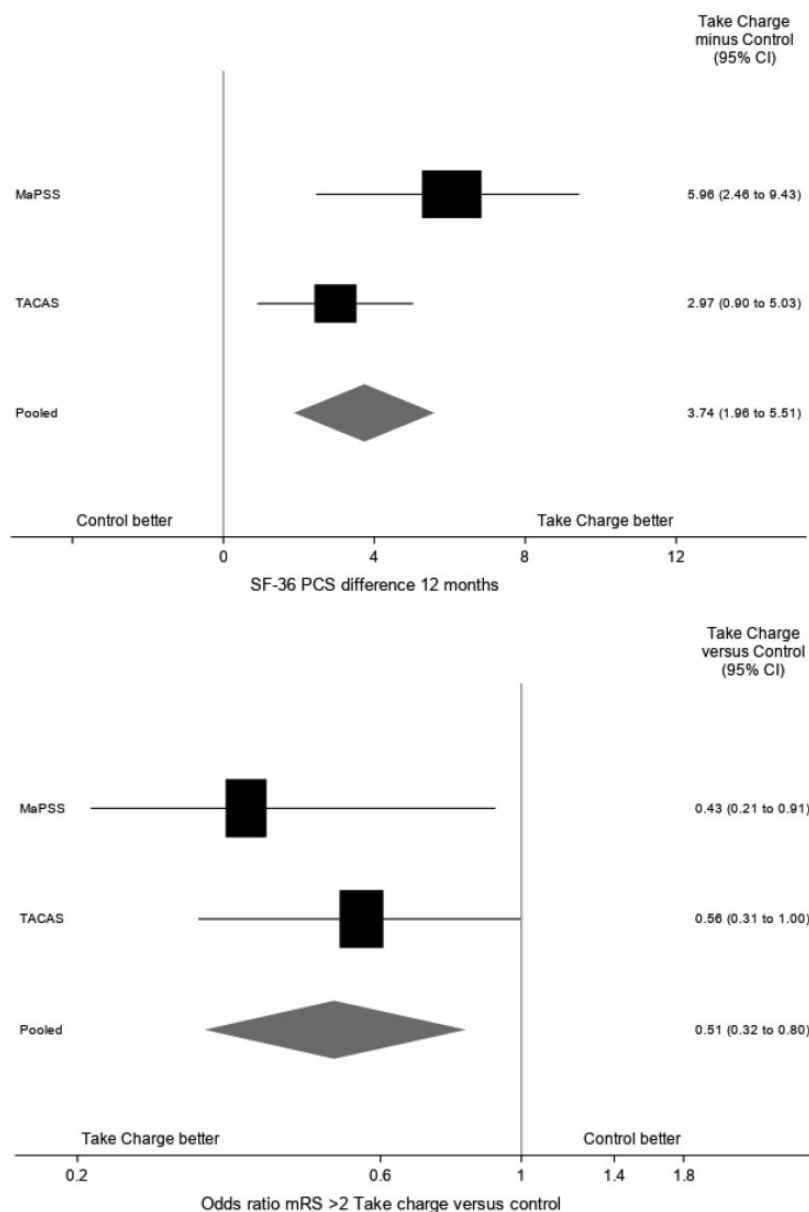 Take Charge
minus Control
(95% CI)
MaPSS
5.96 (2.46 to 9.43)
TACAS
2.97 (0.90 to 5.03)
Pooled
3.74 (1.96 to 5.51)
Control better
Take Charge better
0
4
8
12
SF-36 PCS difference 12 months
Take Charge
versus Control
(95% CI)
MaPSS
0.43 (0.21 to 0.91)
TACAS
0.56 (0.31 to 1.00)
Pooled
0.51 (0.32 to 0.80)
Take Charge better
Control better
0.2
0.6
1
1.4
1.8
Odds ratio mRS >2 Take charge versus control